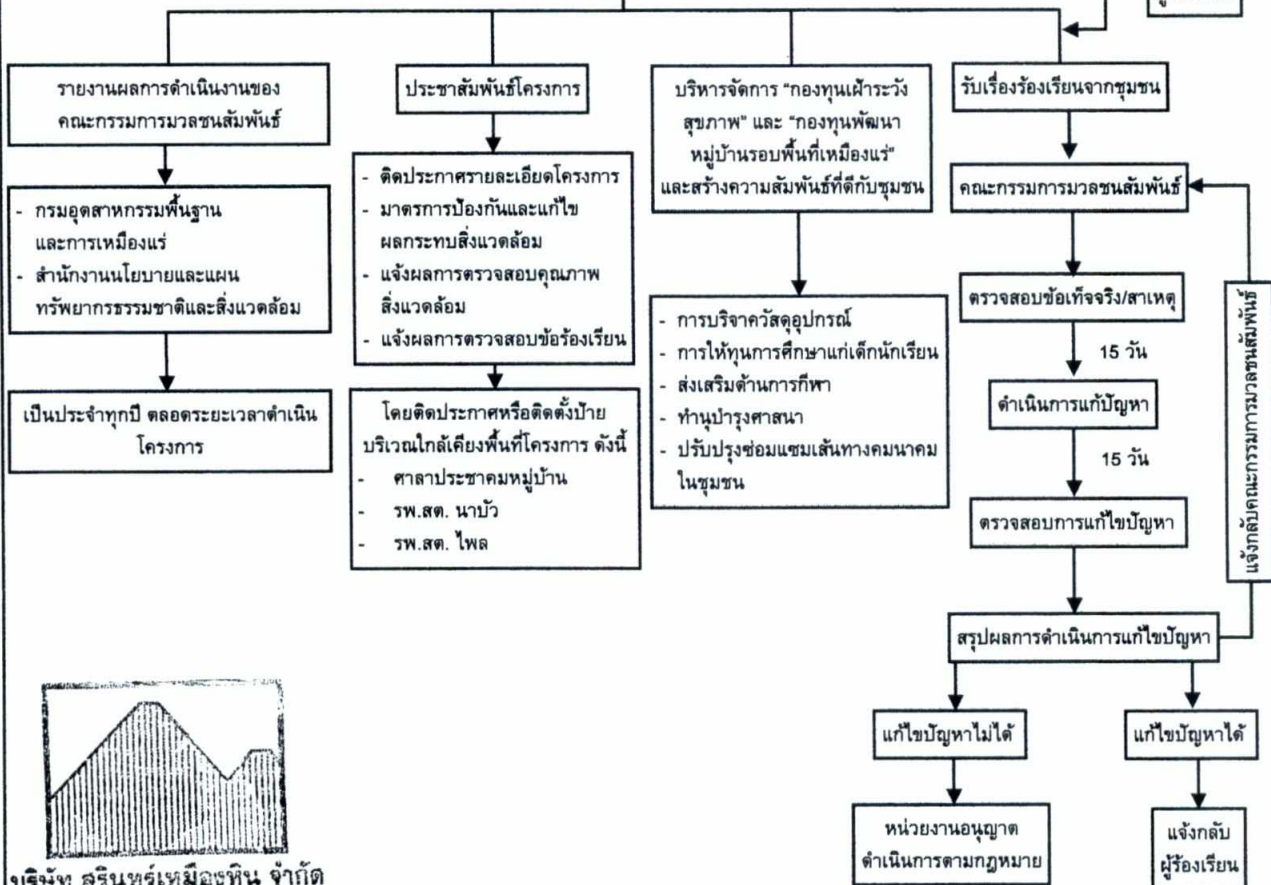 รายงานผลการดำเนินงานของ
คณะกรรมการมวลชนสัมพันธ์
- กรมอุตสาหกรรมพื้นฐาน
และการเหมืองแร่
- สำนักงานนโยบายและแผน
ทรัพยากรธรรมชาติและสิ่งแวดล้อม
เป็นประจำทุกปี ตลอดระยะเวลาดำเนิน
โครงการ
ประชาสัมพันธ์โครงการ
- ติดประกาศรายละเอียดโครงการ
- มาตรการป้องกันและแก้ไข
ผลกระทบสิ่งแวดล้อม
- แจ้งผลการตรวจสอบคุณภาพ
สิ่งแวดล้อม
- แจ้งผลการตรวจสอบข้อร้องเรียน
โดยติดประกาศหรือติดตั้งป้าย
บริเวณใกล้เคียงพื้นที่โครงการ ดังนี้
- ศาลาประชาคมหมู่บ้าน
- รพ.สต. นาบัว
- รพ.สต. ไพล
บริหารจัดการ "กองทุนเฝ้าระวัง
สุขภาพ" และ "กองทุนพัฒนา
หมู่บ้านรอบพื้นที่เหมืองแร่"
และสร้างความสัมพันธ์ที่ดีกับชุมชน
- การบริจาควัสดุอุปกรณ์
- การให้ทุนการศึกษาแก่เด็กนักเรียน
- ส่งเสริมด้านการกีฬา
- ทำนุบำรุงศาสนา
- ปรับปรุงซ่อมแซมเส้นทางคมนาคม
ในชุมชน
รับเรื่องร้องเรียนจากชุมชน
คณะกรรมการมวลชนสัมพันธ์
ตรวจสอบข้อเท็จจริง/สาเหตุ
15 วัน
ดำเนินการแก้ปัญหา
15 วัน
ตรวจสอบการแก้ไขปัญหา
สรุปผลการดำเนินการแก้ไขปัญหา
แจ้งกลับคณะกรรมการมวลชนสัมพันธ์
แก้ไขปัญหาไม่ได้
แก้ไขปัญหาได้
หน่วยงานอนุญาต
ดำเนินการตามกฎหมาย
แจ้งกลับ
ผู้ร้องเรียน
บริษัท สุรินทร์เหมืองหิน จำกัด